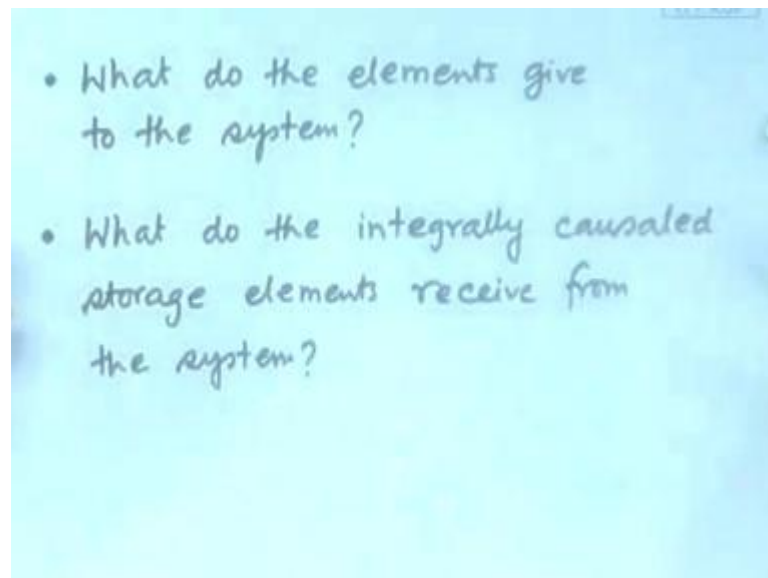 • What do the elements give
to the system?
• What do the integrally causaled
storage elements receive from
the system?